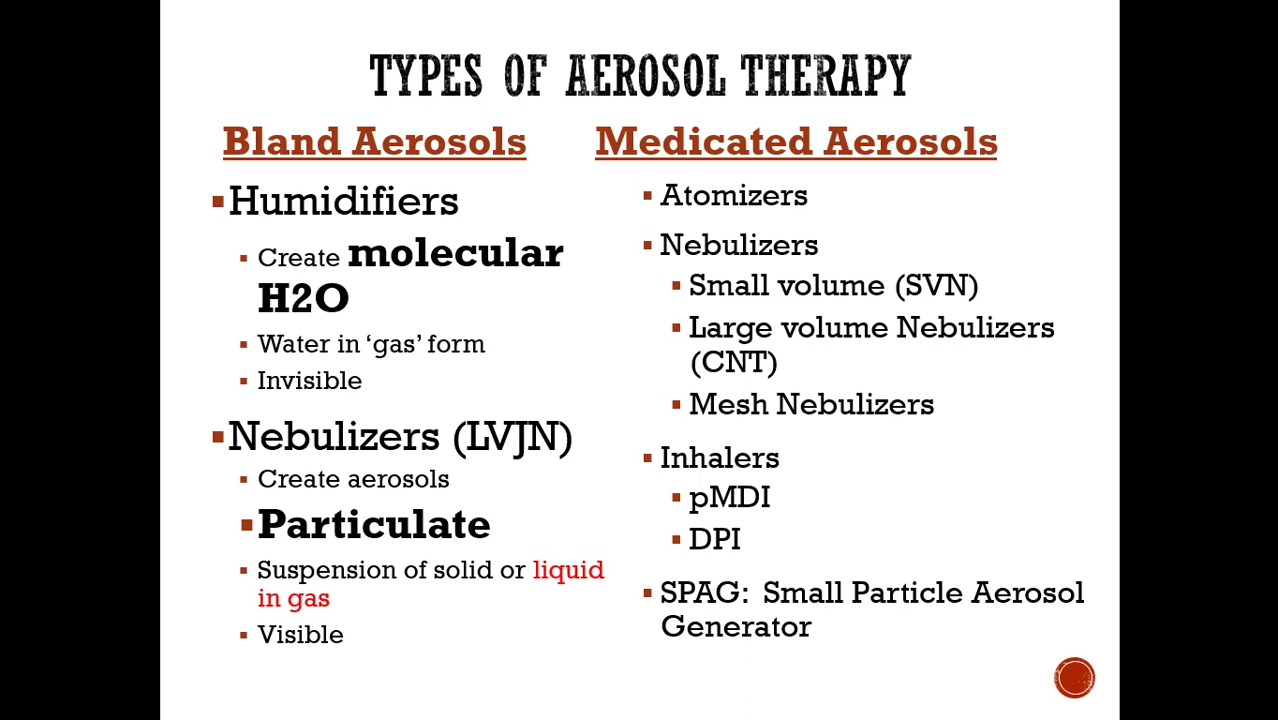 TYPES OF AEROSOL THERAPY
Bland Aerosols
Humidifiers
Create molecular
H2O
Water in ‘gas’ form
Invisible
Nebulizers (LVJN)
Create aerosols
Particulate
Suspension of solid or liquid
in gas
Visible
Medicated Aerosols
Atomizers
Nebulizers
Small volume (SVN)
Large volume Nebulizers
(CNT)
Mesh Nebulizers
Inhalers
pMDI
DPI
SPAG: Small Particle Aerosol
Generator